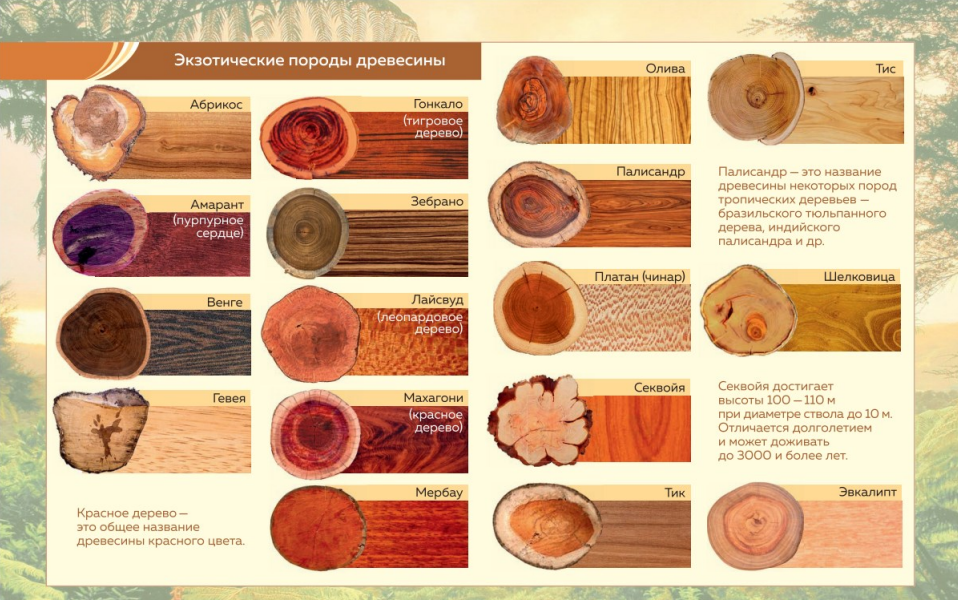 Экзотические породы древесины
Абрикос
Амарант
(пурпурное
сердце)
Венге
Гевея
Красное дерево —
это общее название
древесины красного цвета.
Гонкало
(тигровое
дерево)
Зебрано
Лайсвуд
(леопардовое
дерево)
Махагони
(красное
дерево)
Мербау
Олива
Палисандр
Платан (чинар)
Секвойя
Тик
Тис
Палисандр — это название
древесины некоторых пород
тропических деревьев —
бразильского тюльпанного
дерева, индийского
палисандра и др.
Шелковица
Секвойя достигает
высоты 100 – 110 м
при диаметре ствола до 10 м.
Отличается долголетием
и может доживать
до 3000 и более лет.
Эвкалипт